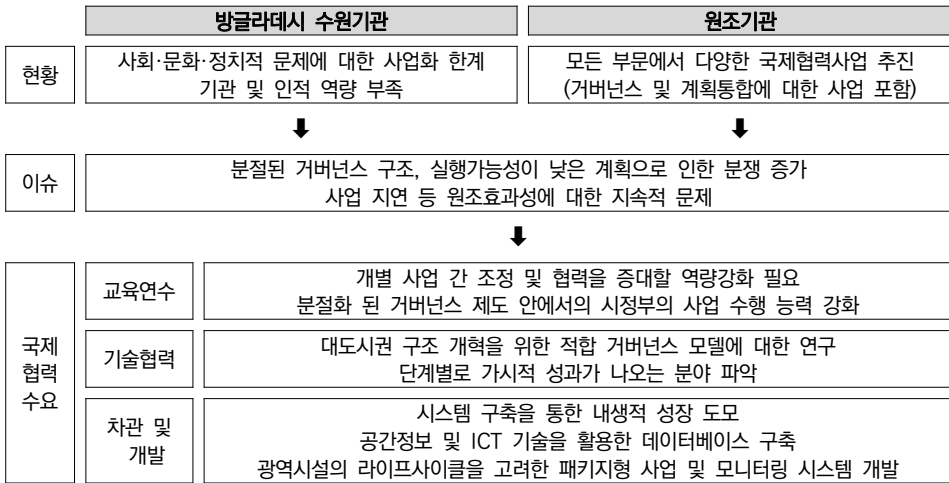 방글라데시 수원기관
원조기관
현황
사회·문화·정치적 문제에 대한 사업화 한계
기관 및 인적 역량 부족
모든 부문에서 다양한 국제협력사업 추진
(거버넌스 및 계획통합에 대한 사업 포함)
이슈
분절된 거버넌스 구조, 실행가능성이 낮은 계획으로 인한 분쟁 증가
사업 지연 등 원조효과성에 대한 지속적 문제
국제
협력
수요
교육연수
개별 사업 간 조정 및 협력을 증대할 역량강화 필요
분절화 된 거버넌스 제도 안에서의 시정부의 사업 수행 능력 강화
기술협력
대도시권 구조 개혁을 위한 적합 거버넌스 모델에 대한 연구
단계별로 가시적 성과가 나오는 분야 파악
차관 및
개발
시스템 구축을 통한 내생적 성장 도모
공간정보 및 ICT 기술을 활용한 데이터베이스 구축
광역시설의 라이프사이클을 고려한 패키지형 사업 및 모니터링 시스템 개발